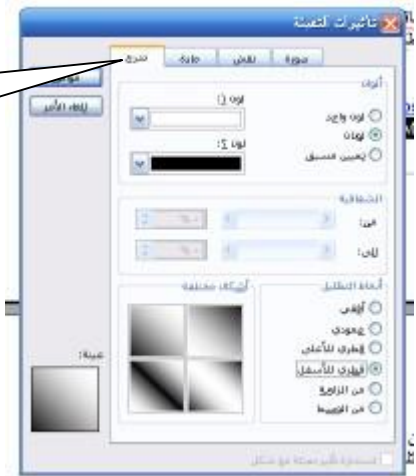 تأثيرات التعبئة
صورة نقش مادة تدرج
ألوان
إلغاء الأمر
لون واحد
لونان
تعيين مسبق
لون 1:
لون 2:
الشفافية
من:
إلى:
أنماط التظليل
أشكال مختلفة
أفقي
عمودي
قطري للأعلى
قطري للأسفل
من الزاوية
من الوسط
عينة: